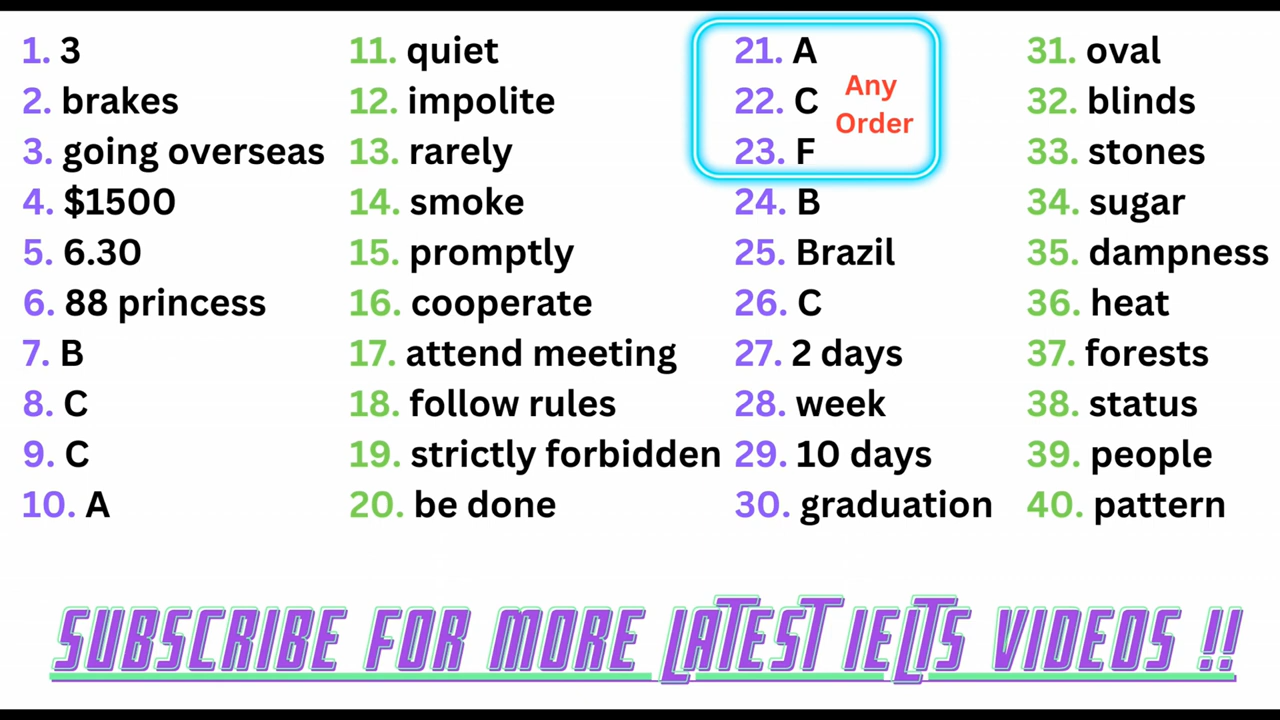 1. 3
2. brakes
3. going overseas
4. $1500
5. 6.30
6. 88 princess
7. B
8. C
9. C
10. A
11. quiet
12. impolite
13. rarely
14. smoke
15. promptly
16. cooperate
17. attend meeting
18. follow rules
19. strictly forbidden
20. be done
21. A
22. C
23. F
Any
Order
24. B
25. Brazil
26. C
27. 2 days
28. week
29. 10 days
30. graduation
31. oval
32. blinds
33. stones
34. sugar
35. dampness
36. heat
37. forests
38. status
39. people
40. pattern
SUBSCRIBE FOR MORE LATEST IELTS VIDEOS !!